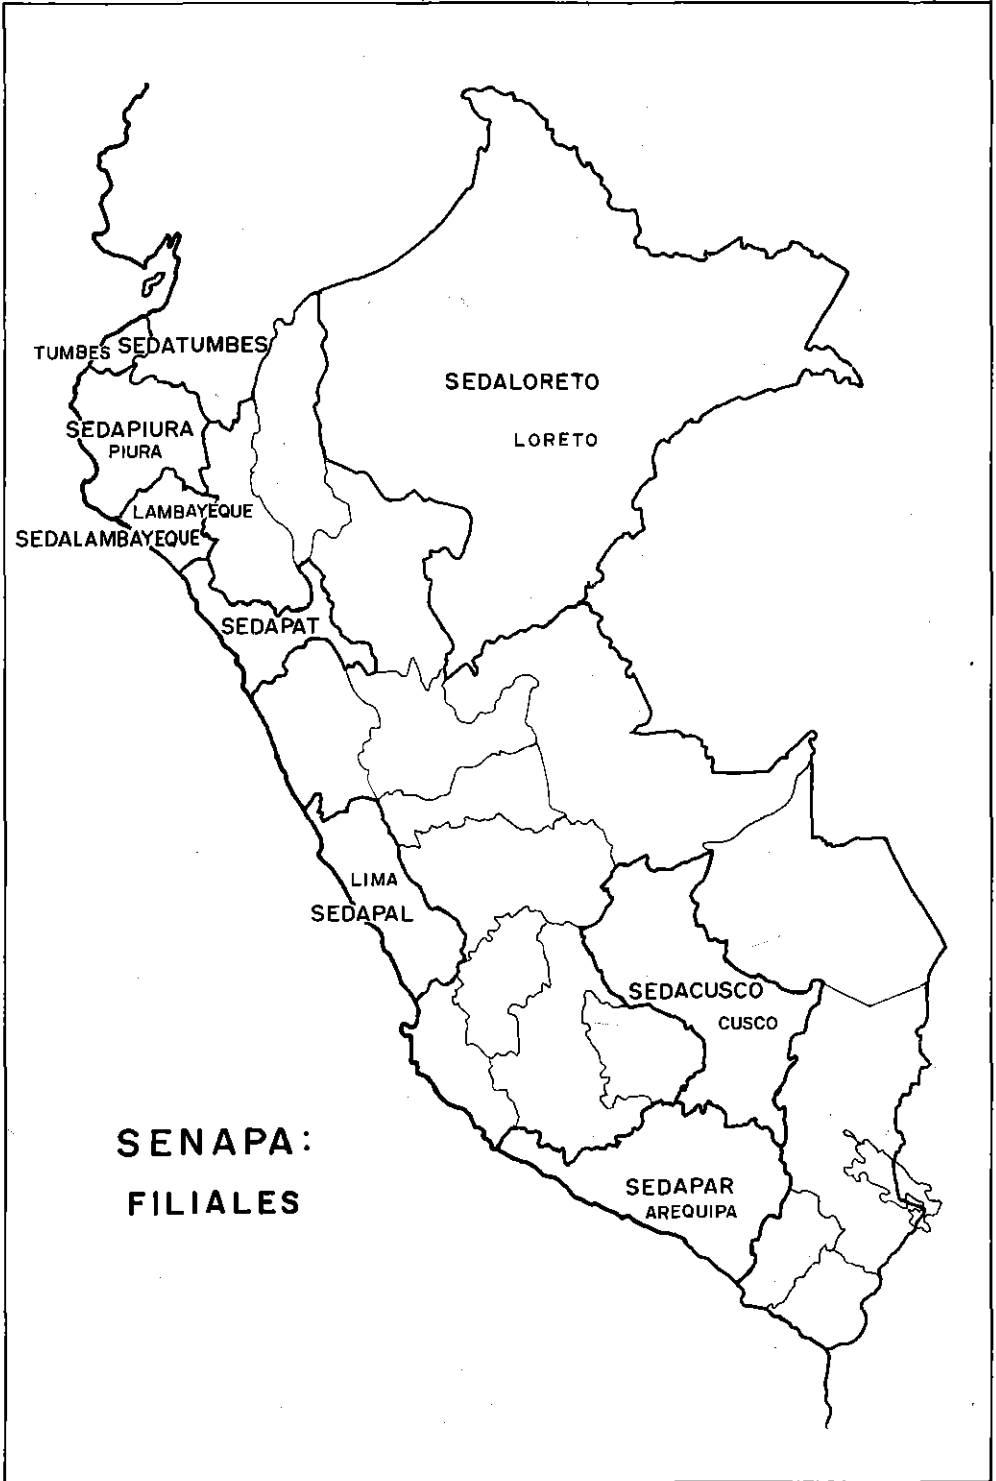 TUMBES SEDATUMBES
SEDALORETO
LORETO
SEDAPIURA
PIURA
LAMBAYEQUE
SEDALAMBAYEQUE
SEDAPAT
LIMA
SEDAPAL
SEDACUSCO
CUSCO
SENAPA:
FILIALES
SEDAPAR
AREQUIPA